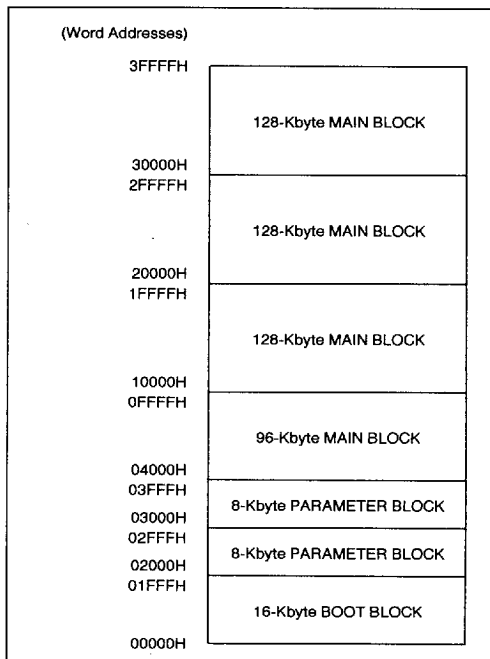 (Word Addresses)
3FFFFH
128-Kbyte MAIN BLOCK
30000H
2FFFFH
128-Kbyte MAIN BLOCK
20000H
1FFFFH
128-Kbyte MAIN BLOCK
10000H
0FFFFH
96-Kbyte MAIN BLOCK
04000H
03FFFH
8-Kbyte PARAMETER BLOCK
03000H
02FFFH
8-Kbyte PARAMETER BLOCK
02000H
01FFFH
16-Kbyte BOOT BLOCK
00000H